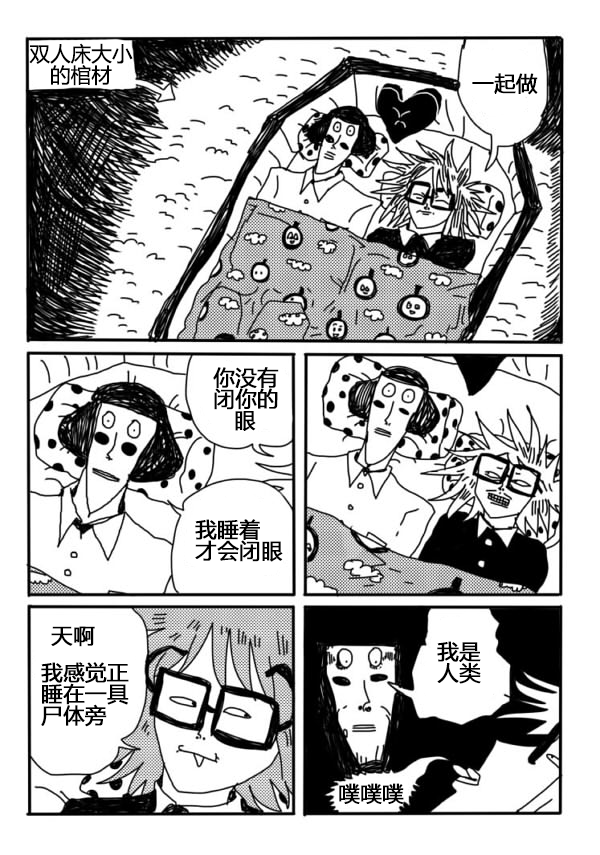 双人床大小
的棺材
一起做
你没有
闭你的
眼
我睡着
才会闭眼
天啊
我感觉正
睡在一具
尸体旁
我是
人类
噗噗噗